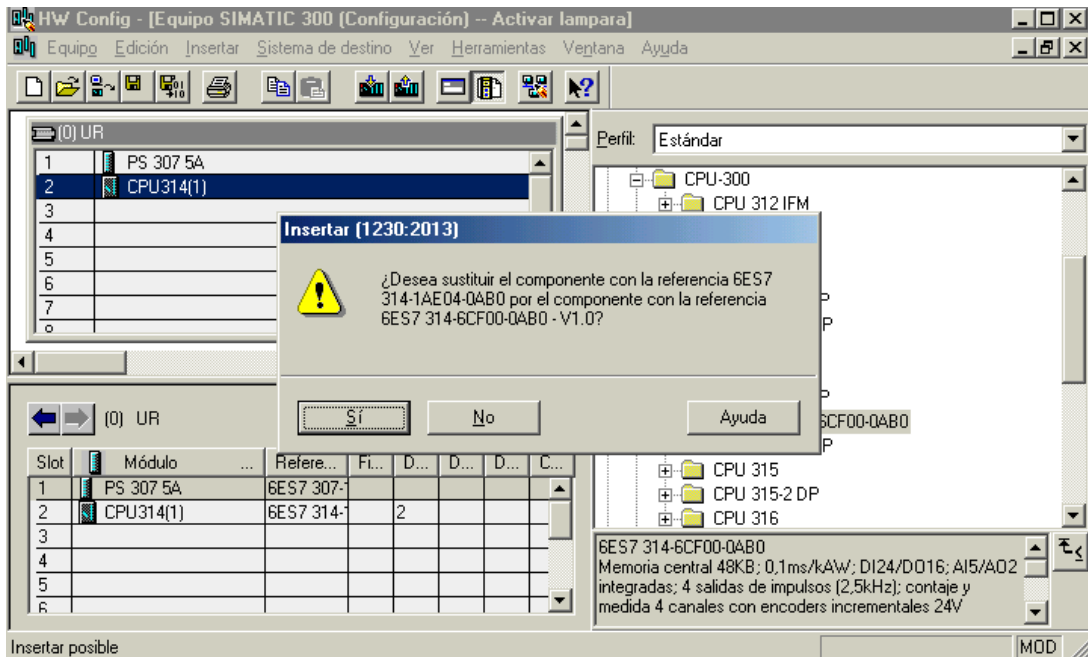 HW Config - [Equipo SIMATIC 300 (Configuración) -- Activar lampara]
Equipo Edición Insertar Sistema de destino Ver Herramientas Ventana Ayuda
(0) UR
1 PS 307 5A
2 CPU314(1)
3
4
5
6
7
8
Perfil: Estándar
CPU-300
CPU 312 IFM
P
P
P
6CF00-0AB0
P
CPU 315
CPU 315-2 DP
CPU 316
Insertar (1230:2013)
¿Desea sustituir el componente con la referencia 6ES7
314-1AE04-0AB0 por el componente con la referencia
6ES7 314-6CF00-0AB0 - V1.0?
Sí No Ayuda
(0) UR
Slot Módulo ... Refere... Fi... D... D... D... C...
1 PS 307 5A 6ES7 307-1
2 CPU314(1) 6ES7 314-1 2
3
4
5
6
6ES7 314-6CF00-0AB0
Memoria central 48KB; 0,1ms/kAW; DI24/DO16; AI5/AO2
integradas; 4 salidas de impulsos (2,5kHz); contaje y
medida 4 canales con encoders incrementales 24V
Insertar posible MOD